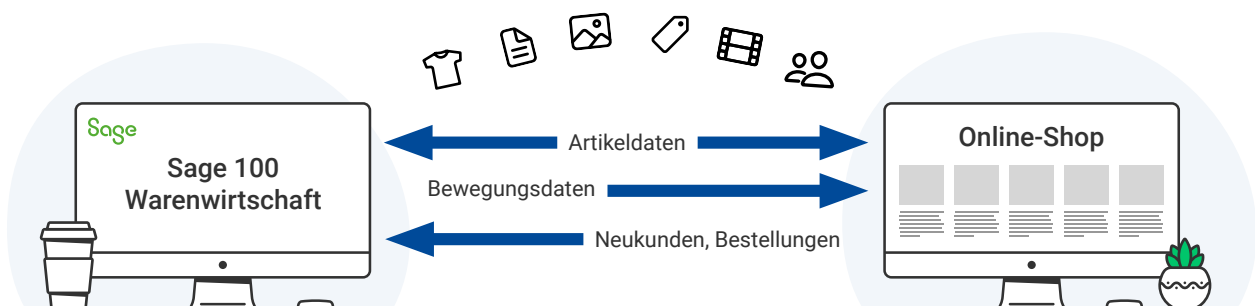 Sage
Sage 100
Warenwirtschaft
Artikeldaten
Bewegungsdaten
Neukunden, Bestellungen
Online-Shop